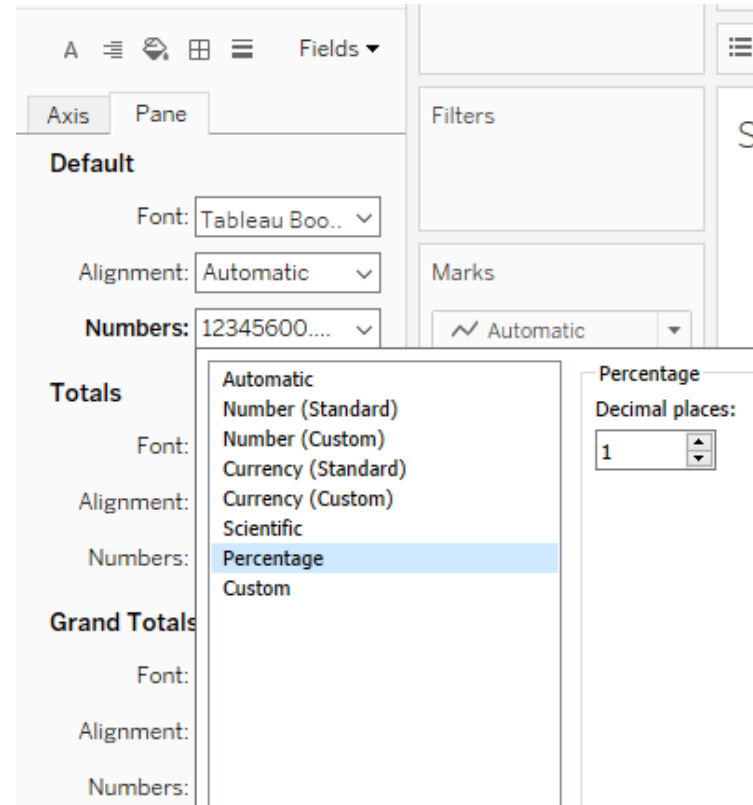 A Fields
Axis Pane
Filters
S
Default
Font: Tableau Boo..
Alignment: Automatic
Marks
Numbers: 12345600....
Automatic
Totals
Font:
Alignment:
Numbers:
Automatic
Number (Standard)
Number (Custom)
Currency (Standard)
Currency (Custom)
Scientific
Percentage
Custom
Percentage
Decimal places:
1
Grand Totals
Font:
Alignment:
Numbers: